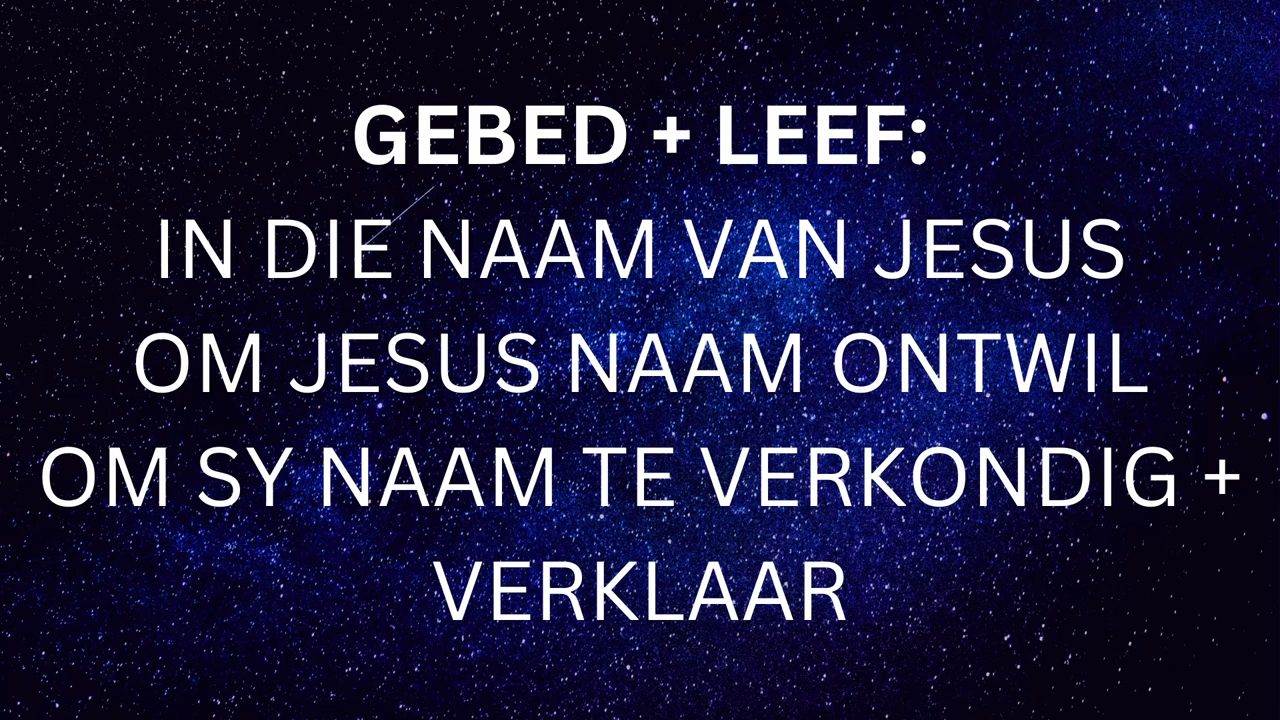 GEBED + LEEF:
IN DIE NAAM VAN JESUS
OM JESUS NAAM ONTWIL
OM SY NAAM TE VERKONDIG +
VERKLAAR